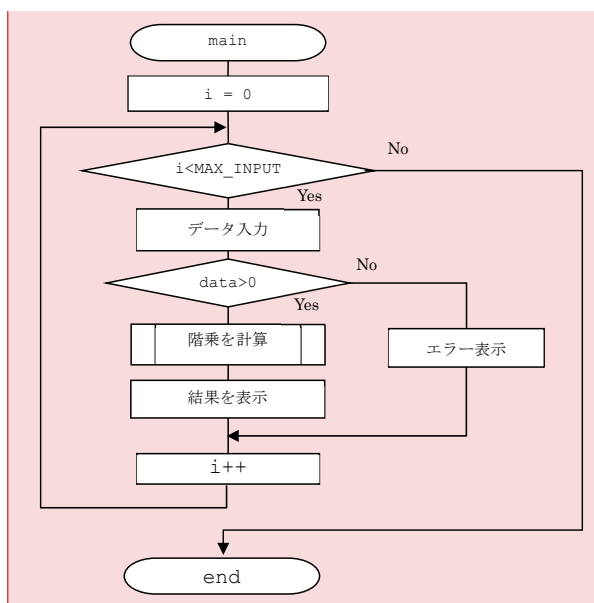 main
i = 0
i<MAX_INPUT
No
Yes
データ入力
data>0
No
Yes
階乗を計算
エラー表示
結果を表示
i++
end